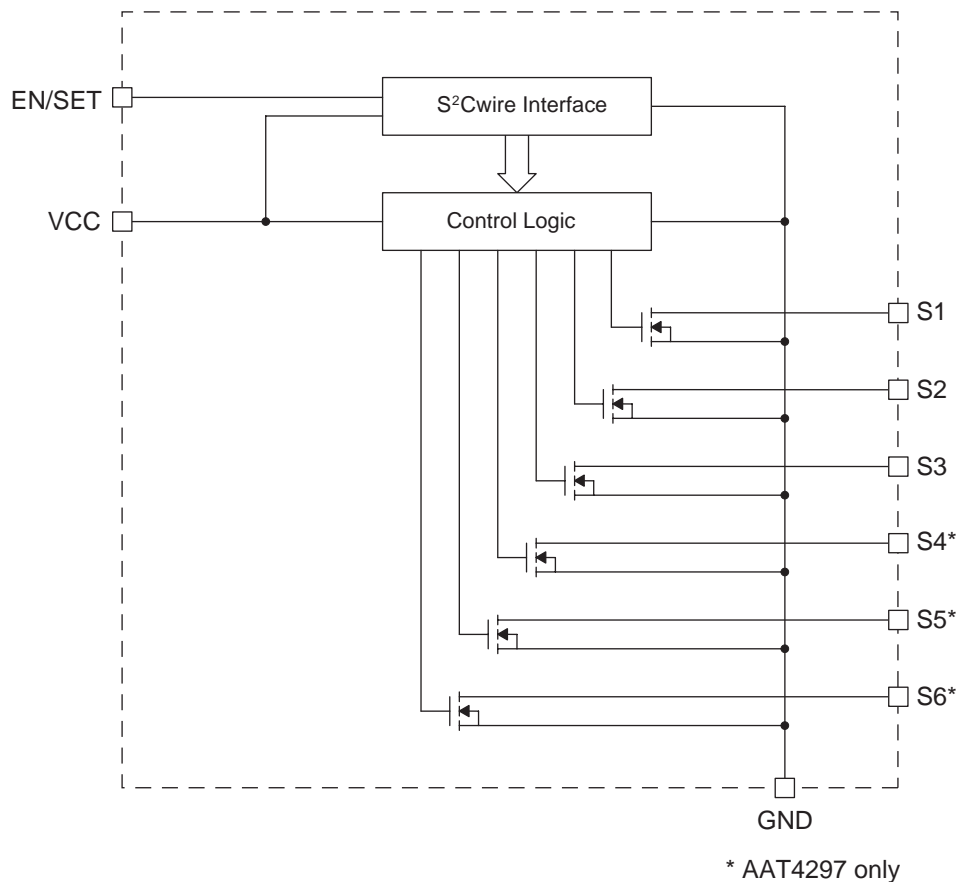 EN/SET
S²Cwire Interface
VCC
Control Logic
S1
S2
S3
S4*
S5*
S6*
GND
* AAT4297 only